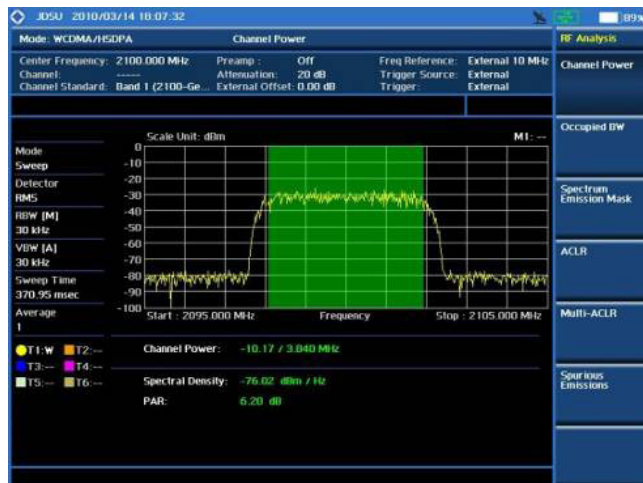 JDSU 2010/03/14 18:07:32
89%
Mode: WCDMA/HSDPA Channel Power
RF Analysis
Center Frequency: 2100.000 MHz Preamp : Off Freq Reference: External 10 MHz
Channel: ----- Attenuation: 20 dB Trigger Source: External
Channel Standard: Band 1 (2100-Ge... External Offset: 0.00 dB Trigger: External
Channel Power
Occupied BW
Spectrum
Emission Mask
ACLR
Multi-ACLR
Spurious
Emissions
Scale Unit: dBm M1: --
Mode
Sweep
Detector
RMS
RBW [M]
30 kHz
VBW [A]
30 kHz
Sweep Time
370.95 msec
Average
1
0
-10
-20
-30
-40
-50
-60
-70
-80
-90
-100
Start : 2095.000 MHz Frequency Stop : 2105.000 MHz
T1:W T2:--
T3:-- T4:--
T5:-- T6:--
Channel Power: -10.17 / 3.840 MHz
Spectral Density: -76.02 dBm / Hz
PAR: 6.20 dB